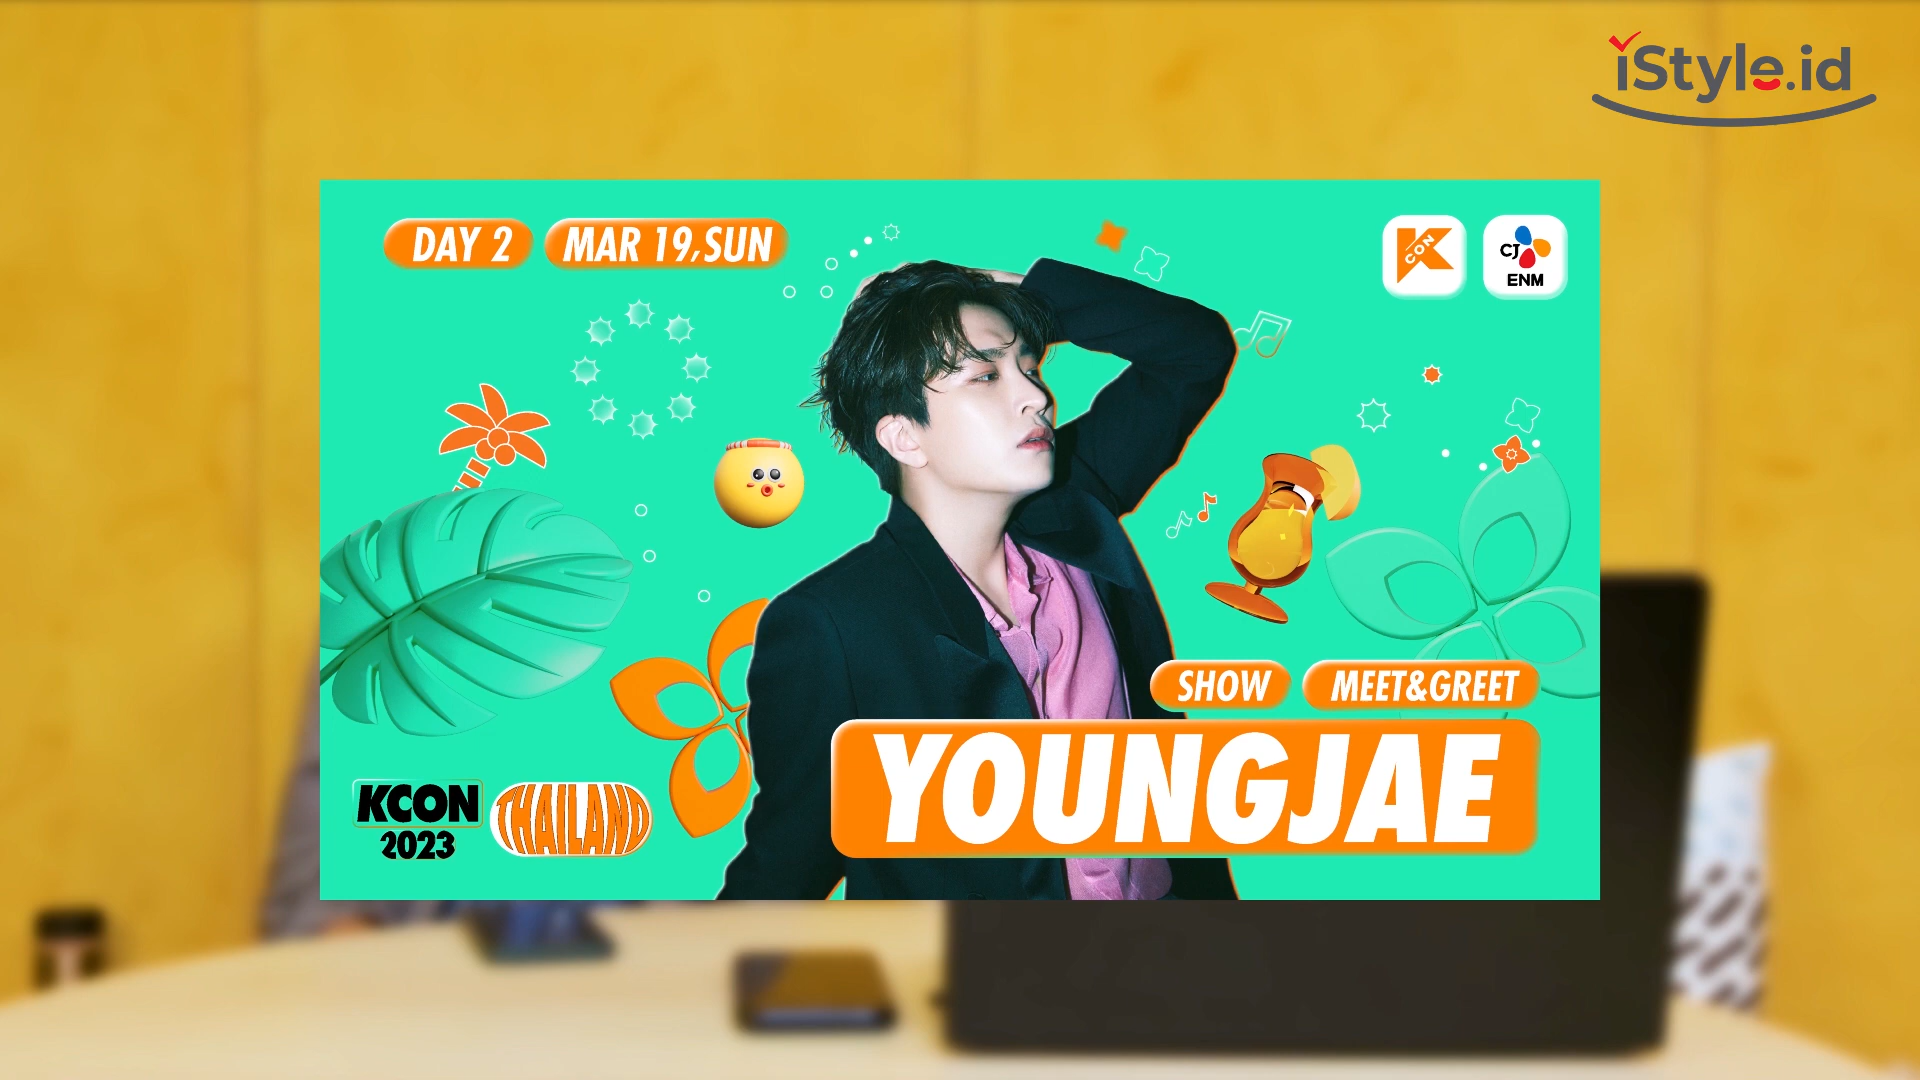 iStyle.id
DAY 2 MAR 19,SUN
K CON
CJ ENM
SHOW MEET&GREET
YOUNGJAE
KCON 2023 THAILAND